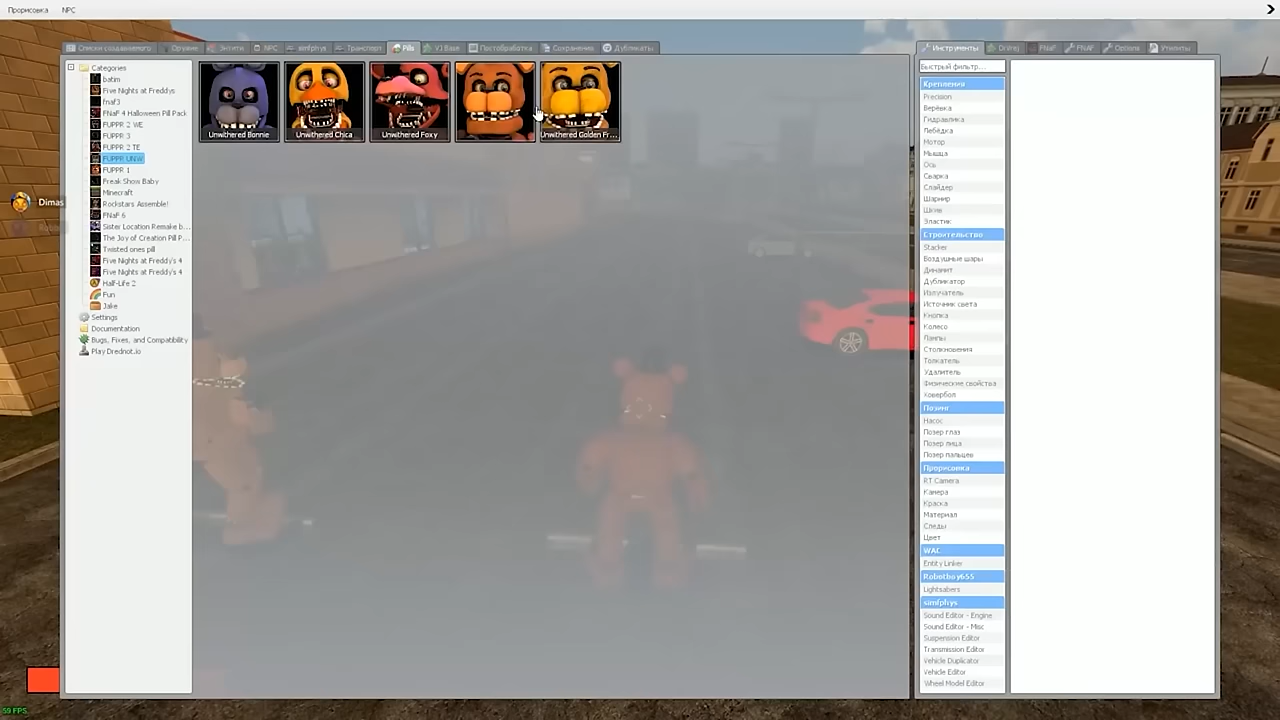 Прорисовка NPC
Списки создаваемого Оружие Энтити NPC simfphys Транспорт Pills VJ Base Постобработка Сохранения Дубликаты
Categories
batim
Five Nights at Freddys
fnaf3
FNaF 4 Halloween Pill Pack
FUPPR 2 WE
FUPPR 3
FUPPR 2 TE
FUPPR UNW
FUPPR 1
Freak Show Baby
Minecraft
Rockstars Assemble!
FNaF 6
Sister Location Remake b...
The Joy of Creation Pill P...
Twisted ones pill
Five Nights at Freddy's 4
Five Nights at Freddy's 4
Half-Life 2
Fun
Jake
Settings
Documentation
Bugs, Fixes, and Compatibility
Play Drednot.io
Unwithered Bonnie
Unwithered Chica
Unwithered Foxy
Unwithered Golden Fr...
Dimas
59 FPS
Инструменты FNaF FNAF Options Утилиты
Быстрый фильтр...
Крепления
Precision
Верёвка
Гидравлика
Лебёдка
Мотор
Мышца
Ось
Сварка
Слайдер
Шарнир
Шкив
Эластик
Строительство
Stacker
Воздушные шары
Динамит
Дубликатор
Излучатель
Источник света
Кнопка
Колесо
Лампы
Столкновения
Толкатель
Удалитель
Физические свойства
Ховербол
Позинг
Насос
Позер глаз
Позер лица
Позер пальцев
Прорисовка
RT Camera
Камера
Краска
Материал
Следы
Цвет
WAC
Entity Linker
Robotboy655
Lightsabers
simfphys
Sound Editor - Engine
Sound Editor - Misc
Suspension Editor
Transmission Editor
Vehicle Duplicator
Vehicle Editor
Wheel Model Editor